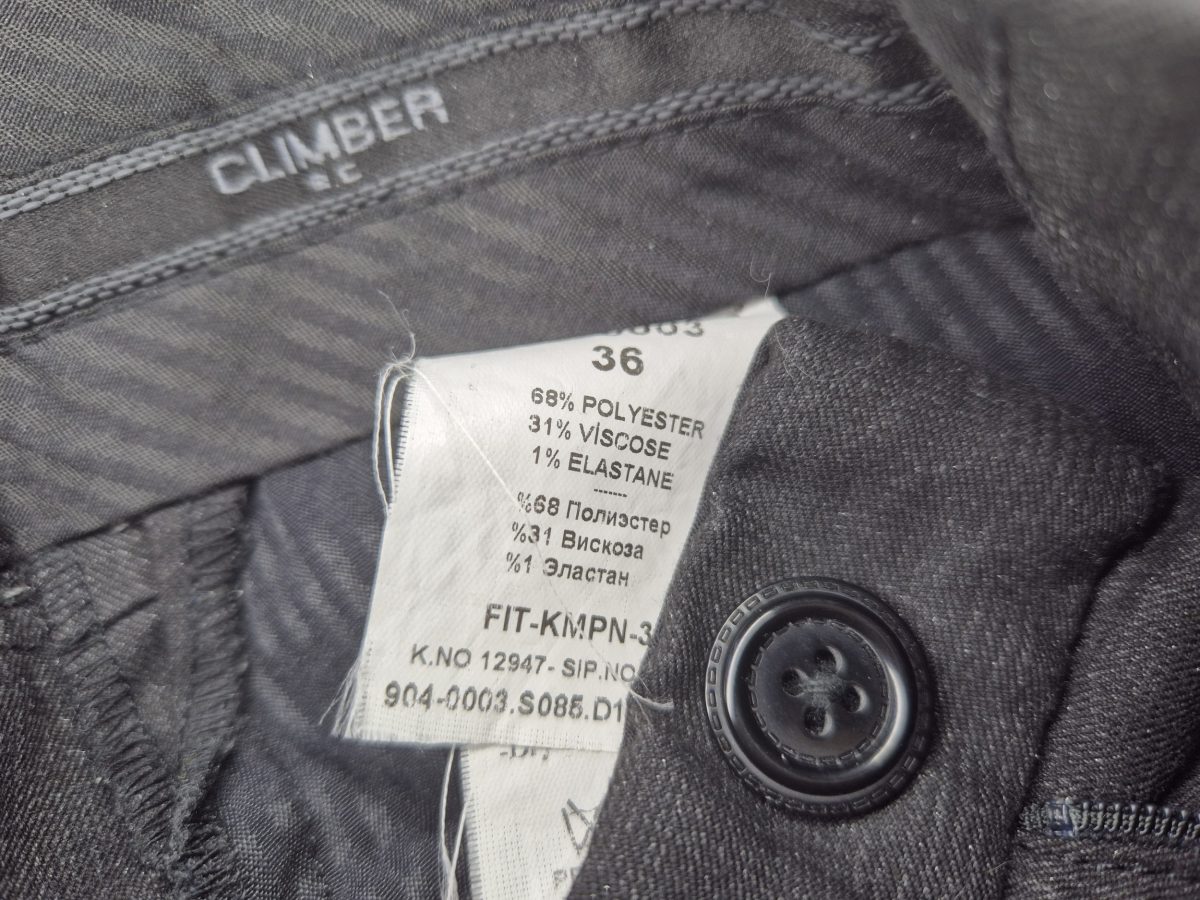 CLIMBER
B.C
36
68% POLYESTER
31% VİSCOSE
1% ELASTANE
-------
%68 Полиэстер
%31 Вискоза
%1 Эластан
FIT-KMPN-3
K.NO 12947- SIP.NO
904-0003.S085.D1